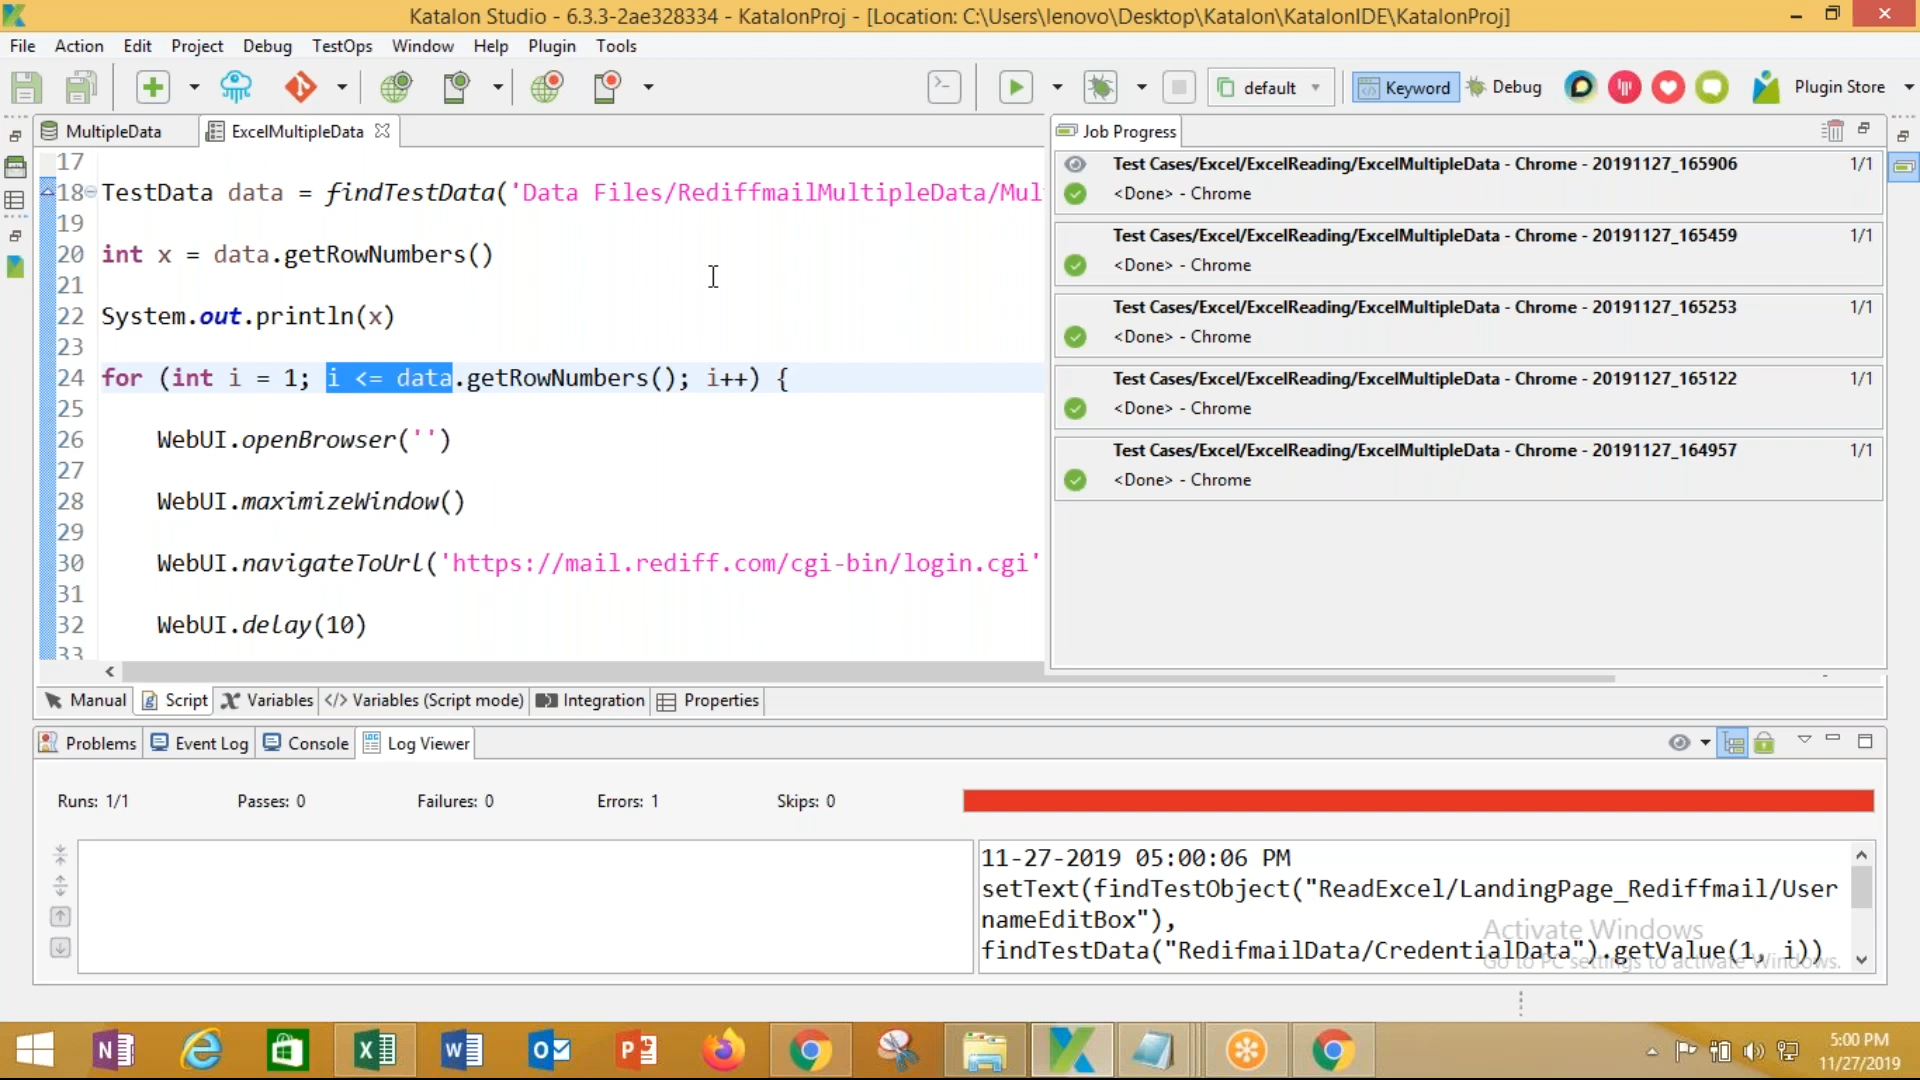 Katalon Studio - 6.3.3-2ae328334 - KatalonProj - [Location: C:\Users\lenovo\Desktop\Katalon\KatalonIDE\KatalonProj]
File Action Edit Project Debug TestOps Window Help Plugin Tools
default Keyword Debug Plugin Store
MultipleData ExcelMultipleData
Job Progress
17
18 TestData data = findTestData('Data Files/RediffmailMultipleData/Mul
19
20 int x = data.getRowNumbers()
21
22 System.out.println(x)
23
24 for (int i = 1; i <= data.getRowNumbers(); i++) {
25
26 WebUI.openBrowser('')
27
28 WebUI.maximizeWindow()
29
30 WebUI.navigateToUrl('https://mail.rediff.com/cgi-bin/login.cgi'
31
32 WebUI.delay(10)
33
Test Cases/Excel/ExcelReading/ExcelMultipleData - Chrome - 20191127_165906 1/1
<Done> - Chrome
Test Cases/Excel/ExcelReading/ExcelMultipleData - Chrome - 20191127_165459 1/1
<Done> - Chrome
Test Cases/Excel/ExcelReading/ExcelMultipleData - Chrome - 20191127_165253 1/1
<Done> - Chrome
Test Cases/Excel/ExcelReading/ExcelMultipleData - Chrome - 20191127_165122 1/1
<Done> - Chrome
Test Cases/Excel/ExcelReading/ExcelMultipleData - Chrome - 20191127_164957 1/1
<Done> - Chrome
Manual Script Variables Variables (Script mode) Integration Properties
Problems Event Log Console Log Viewer
Runs: 1/1 Passes: 0 Failures: 0 Errors: 1 Skips: 0
11-27-2019 05:00:06 PM
setText(findTestObject("ReadExcel/LandingPage_Rediffmail/User
nameEditBox"),
findTestData("RedifmailData/CredentialData").getValue(1, i))
Activate Windows
Go to PC settings to activate Windows.
5:00 PM
11/27/2019